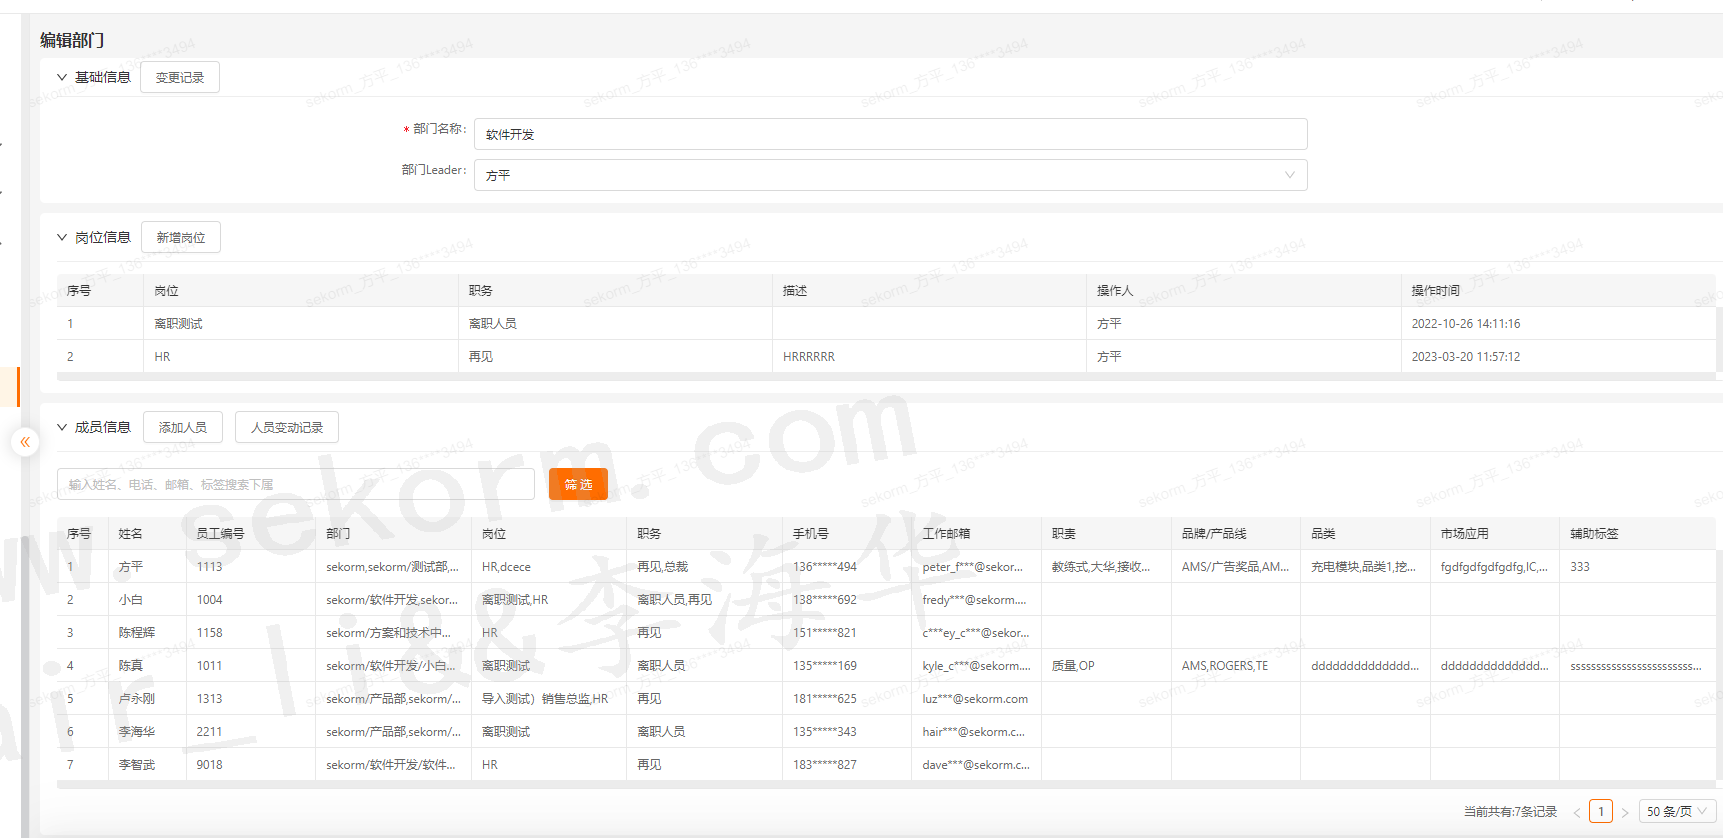 编辑部门
基础信息 变更记录
* 部门名称: 软件开发
部门Leader: 方平
岗位信息 新增岗位
序号 岗位 职务 描述 操作人 操作时间
1 离职测试 离职人员 方平 2022-10-26 14:11:16
2 HR 再见 HRRRRRR 方平 2023-03-20 11:57:12
成员信息 添加人员 人员变动记录
输入姓名、电话、邮箱、标签搜索下属 筛 选
序号 姓名 员工编号 部门 岗位 职务 手机号 工作邮箱 职责 品牌/产品线 品类 市场应用 辅助标签
1 方平 1113 sekorm,sekorm/测试部,... HR,dcece 再见,总裁 136*****494 peter_f***@sekor... 教练式,大华,接收... AMS/广告奖品,AM... 充电模块,品类1,挖... fgdfgdfgdfgdfg,IC,... 333
2 小白 1004 sekorm/软件开发,sekor... 离职测试,HR 离职人员,再见 138*****692 fredy***@sekorm....
3 陈程辉 1158 sekorm/方案和技术中... HR 再见 151*****821 c***ey_c***@sekor...
4 陈真 1011 sekorm/软件开发/小白... 离职测试 离职人员 135*****169 kyle_c***@sekorm.... 质量,OP AMS,ROGERS,TE dddddddddddddd... dddddddddddddd... ssssssssssssssssssssssss...
5 卢永刚 1313 sekorm/产品部,sekorm/... 导入测试）销售总监,HR 再见 181*****625 luz***@sekorm.com
6 李海华 2211 sekorm/产品部,sekorm/... 离职测试 离职人员 135*****343 hair***@sekorm.c...
7 李智武 9018 sekorm/软件开发/软件... HR 再见 183*****827 dave***@sekorm.c...
当前共有:7条记录 < 1 > 50 条/页
www.sekorm.com
air_li&&李海华
sekorm_方平_136****3494